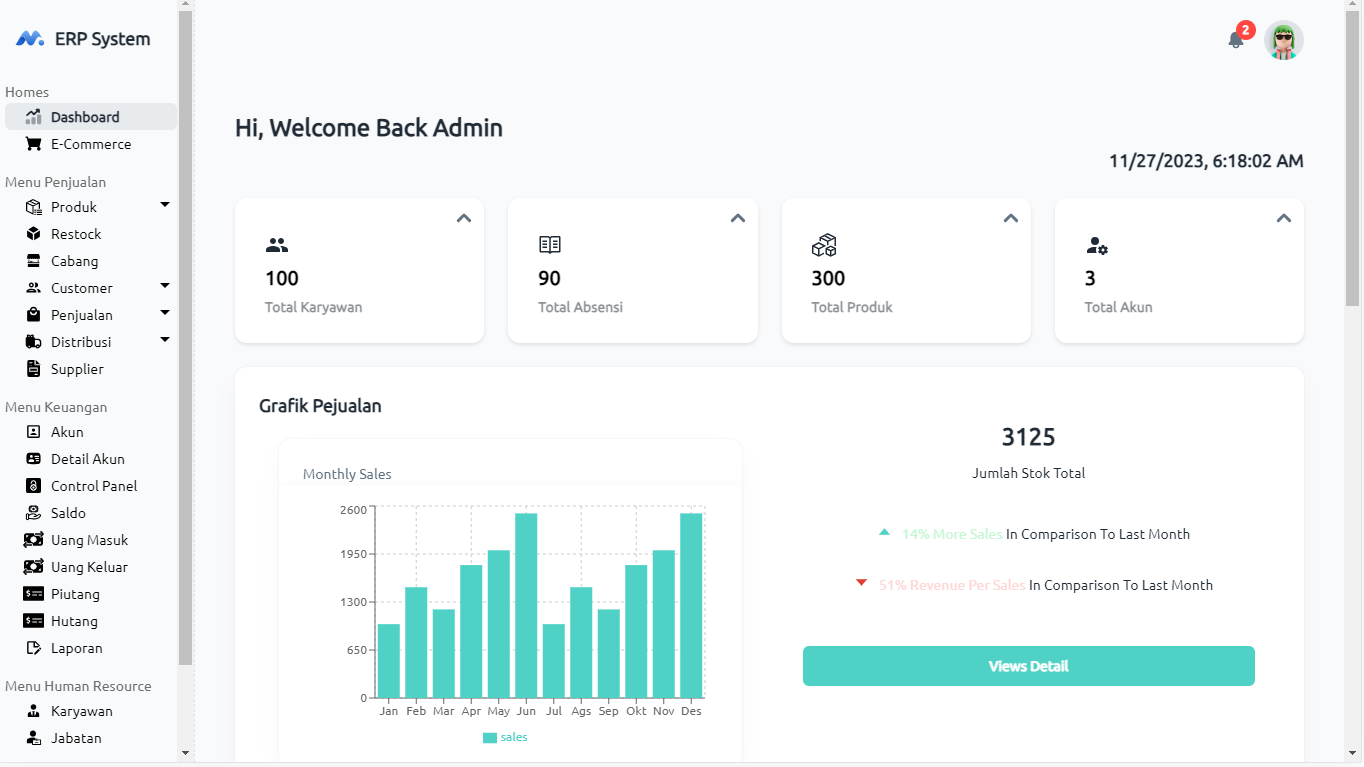 ERP System
Homes
Dashboard
E-Commerce
Menu Penjualan
Produk
Restock
Cabang
Customer
Penjualan
Distribusi
Supplier
Menu Keuangan
Akun
Detail Akun
Control Panel
Saldo
Uang Masuk
Uang Keluar
Piutang
Hutang
Laporan
Menu Human Resource
Karyawan
Jabatan
2
Hi, Welcome Back Admin
11/27/2023, 6:18:02 AM
100
Total Karyawan
90
Total Absensi
300
Total Produk
3
Total Akun
Grafik Pejualan
Monthly Sales
2600
1950
1300
650
0
Jan Feb Mar Apr May Jun Jul Ags Sep Okt Nov Des
sales
3125
Jumlah Stok Total
14% More Sales In Comparison To Last Month
51% Revenue Per Sales In Comparison To Last Month
Views Detail